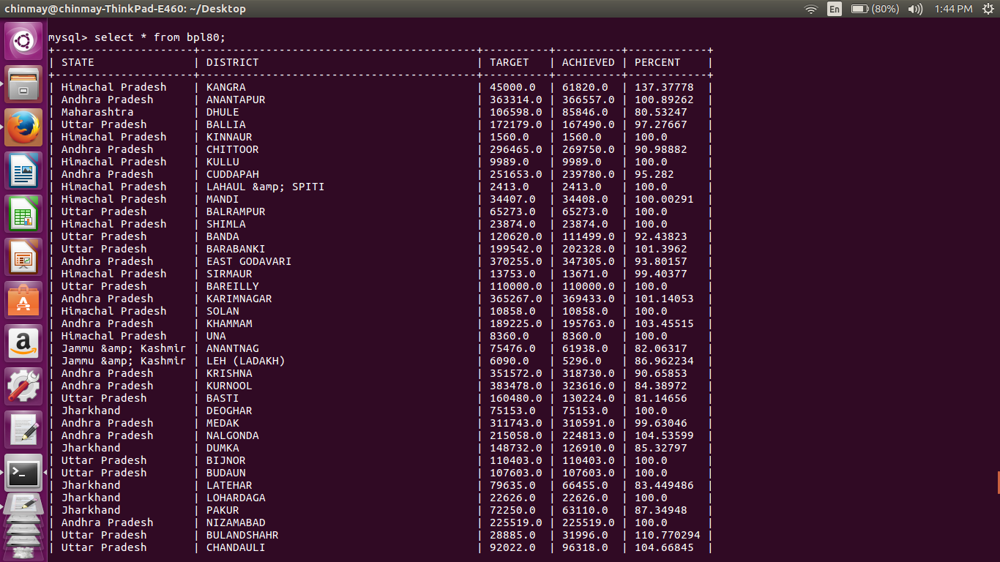 chinmay@chinmay-ThinkPad-E460: ~/Desktop En (80%) 1:44 PM
mysql> select * from bpl80;
+---------------------+------------------------------------------+----------+----------+------------+
| STATE | DISTRICT | TARGET | ACHIEVED | PERCENT |
+---------------------+------------------------------------------+----------+----------+------------+
| Himachal Pradesh | KANGRA | 45000.0 | 61820.0 | 137.37778 |
| Andhra Pradesh | ANANTAPUR | 363314.0 | 366557.0 | 100.89262 |
| Maharashtra | DHULE | 106598.0 | 85846.0 | 80.53247 |
| Uttar Pradesh | BALLIA | 172179.0 | 167490.0 | 97.27667 |
| Himachal Pradesh | KINNAUR | 1560.0 | 1560.0 | 100.0 |
| Andhra Pradesh | CHITTOOR | 296465.0 | 269750.0 | 90.98882 |
| Himachal Pradesh | KULLU | 9989.0 | 9989.0 | 100.0 |
| Andhra Pradesh | CUDDAPAH | 251653.0 | 239780.0 | 95.282 |
| Himachal Pradesh | LAHAUL &amp; SPITI | 2413.0 | 2413.0 | 100.0 |
| Himachal Pradesh | MANDI | 34407.0 | 34408.0 | 100.00291 |
| Uttar Pradesh | BALRAMPUR | 65273.0 | 65273.0 | 100.0 |
| Himachal Pradesh | SHIMLA | 23874.0 | 23874.0 | 100.0 |
| Uttar Pradesh | BANDA | 120620.0 | 111499.0 | 92.43823 |
| Uttar Pradesh | BARABANKI | 199542.0 | 202328.0 | 101.3962 |
| Andhra Pradesh | EAST GODAVARI | 370255.0 | 347305.0 | 93.80157 |
| Himachal Pradesh | SIRMAUR | 13753.0 | 13671.0 | 99.40377 |
| Uttar Pradesh | BAREILLY | 110000.0 | 110000.0 | 100.0 |
| Andhra Pradesh | KARIMNAGAR | 365267.0 | 369433.0 | 101.14053 |
| Himachal Pradesh | SOLAN | 10858.0 | 10858.0 | 100.0 |
| Andhra Pradesh | KHAMMAM | 189225.0 | 195763.0 | 103.45515 |
| Himachal Pradesh | UNA | 8360.0 | 8360.0 | 100.0 |
| Jammu &amp; Kashmir | ANANTNAG | 75476.0 | 61938.0 | 82.06317 |
| Jammu &amp; Kashmir | LEH (LADAKH) | 6090.0 | 5296.0 | 86.962234 |
| Andhra Pradesh | KRISHNA | 351572.0 | 318730.0 | 90.65853 |
| Andhra Pradesh | KURNOOL | 383478.0 | 323616.0 | 84.38972 |
| Uttar Pradesh | BASTI | 160480.0 | 130224.0 | 81.14656 |
| Jharkhand | DEOGHAR | 75153.0 | 75153.0 | 100.0 |
| Andhra Pradesh | MEDAK | 311743.0 | 310591.0 | 99.63046 |
| Andhra Pradesh | NALGONDA | 215058.0 | 224813.0 | 104.53599 |
| Jharkhand | DUMKA | 148732.0 | 126910.0 | 85.32797 |
| Uttar Pradesh | BIJNOR | 110403.0 | 110403.0 | 100.0 |
| Uttar Pradesh | BUDAUN | 107603.0 | 107603.0 | 100.0 |
| Jharkhand | LATEHAR | 79635.0 | 66455.0 | 83.449486 |
| Jharkhand | LOHARDAGA | 22626.0 | 22626.0 | 100.0 |
| Jharkhand | PAKUR | 72250.0 | 63110.0 | 87.34948 |
| Andhra Pradesh | NIZAMABAD | 225519.0 | 225519.0 | 100.0 |
| Uttar Pradesh | BULANDSHAHR | 28885.0 | 31996.0 | 110.770294 |
| Uttar Pradesh | CHANDAULI | 92022.0 | 96318.0 | 104.66845 |